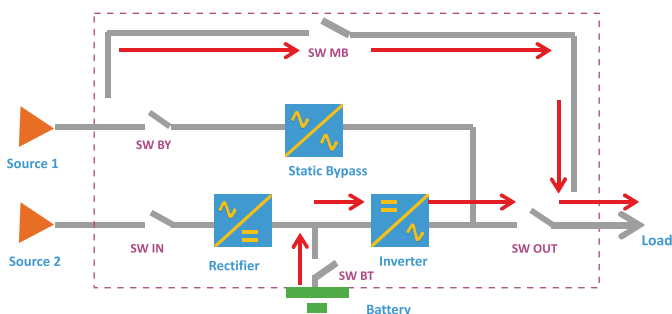 SW MB
SW BY
Source 1
Static Bypass
SW IN
SW OUT
Load
Source 2
Rectifier
Inverter
SW BT
Battery